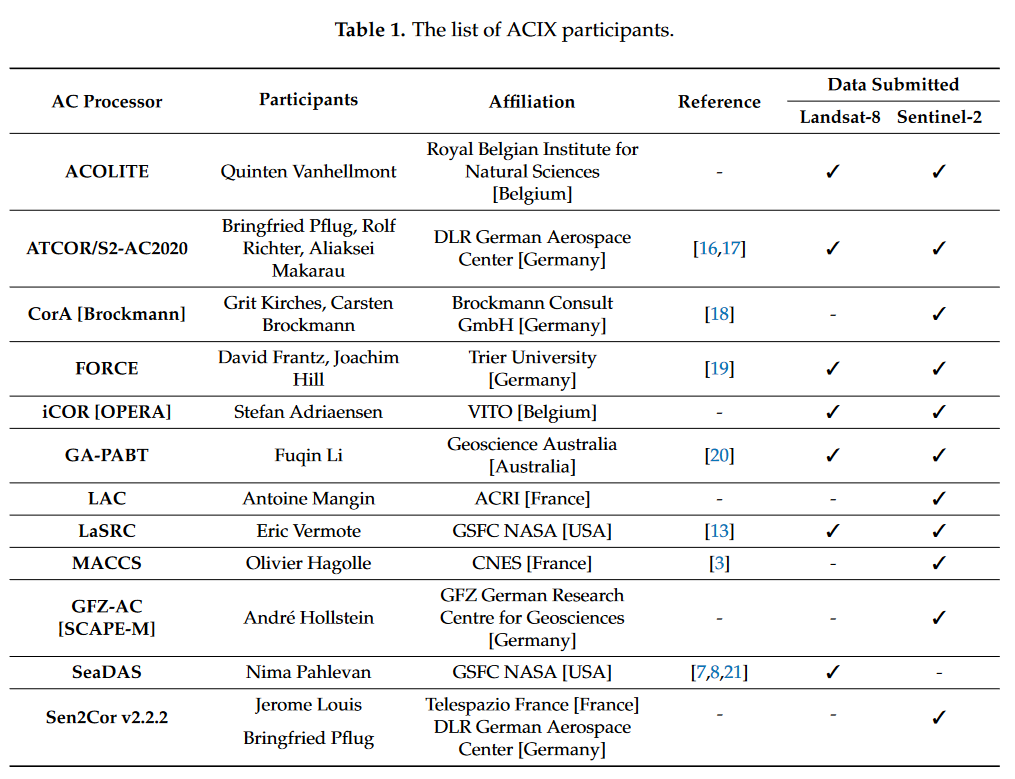 Table 1. The list of ACIX participants.
AC Processor Participants Affiliation Reference Data Submitted
Landsat-8 Sentinel-2
ACOLITE Quinten Vanhellmont Royal Belgian Institute for
Natural Sciences
[Belgium] - ✓ ✓
ATCOR/S2-AC2020 Bringfried Pflug, Rolf
Richter, Aliaksei
Makarau DLR German Aerospace
Center [Germany] [16,17] ✓ ✓
CorA [Brockmann] Grit Kirches, Carsten
Brockmann Brockmann Consult
GmbH [Germany] [18] - ✓
FORCE David Frantz, Joachim
Hill Trier University
[Germany] [19] ✓ ✓
iCOR [OPERA] Stefan Adriaensen VITO [Belgium] - ✓ ✓
GA-PABT Fuqin Li Geoscience Australia
[Australia] [20] ✓ ✓
LAC Antoine Mangin ACRI [France] - - ✓
LaSRC Eric Vermote GSFC NASA [USA] [13] ✓ ✓
MACCS Olivier Hagolle CNES [France] [3] - ✓
GFZ-AC
[SCAPE-M] André Hollstein GFZ German Research
Centre for Geosciences
[Germany] - - ✓
SeaDAS Nima Pahlevan GSFC NASA [USA] [7,8,21] ✓ -
Sen2Cor v2.2.2 Jerome Louis
Bringfried Pflug Telespazio France [France]
DLR German Aerospace
Center [Germany] - - ✓